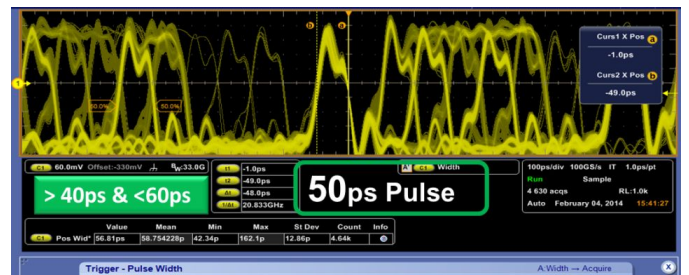 b a
Curs1 X Pos a
-1.0ps
Curs2 X Pos b
-49.0ps
1
50.0% 50.0%
C1 60.0mV Offset:-330mV BW:33.0G
t1 -1.0ps
t2 -49.0ps
Δt -48.0ps
1/Δt 20.833GHz
> 40ps & <60ps
50ps Pulse
A' C1 Width
100ps/div 100GS/s IT 1.0ps/pt
Run Sample
4 630 acqs RL:1.0k
Auto February 04, 2014 15:41:27
Value Mean Min Max St Dev Count Info
C1 Pos Wid* 56.81ps 58.754228p 42.34p 162.1p 12.86p 4.64k
Trigger - Pulse Width A:Width → Acquire X